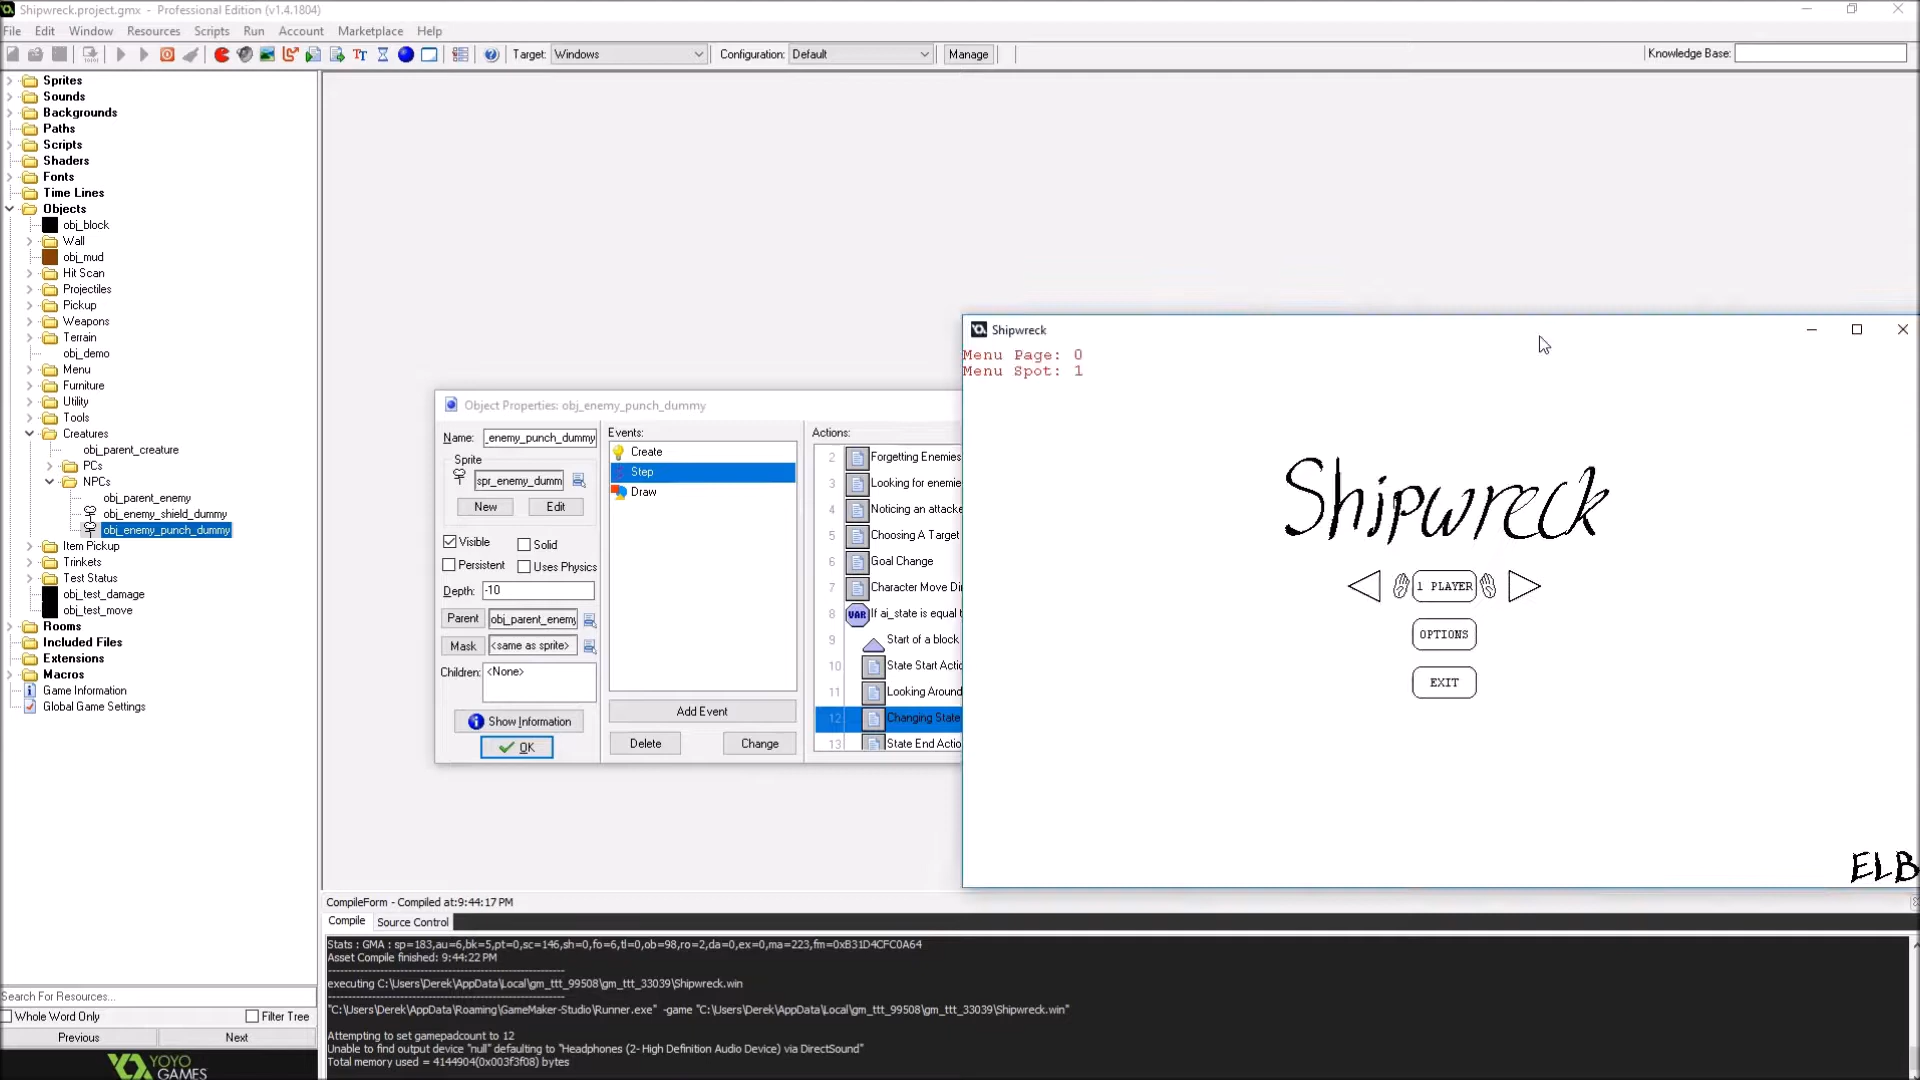 Shipwreck.project.gmx - Professional Edition (v1.4.1804)
File Edit Window Resources Scripts Run Account Marketplace Help
Target: Windows Configuration: Default Manage Knowledge Base:
Sprites
Sounds
Backgrounds
Paths
Scripts
Shaders
Fonts
Time Lines
Objects
obj_block
Wall
obj_mud
Hit Scan
Projectiles
Pickup
Weapons
Terrain
obj_demo
Menu
Furniture
Utility
Tools
Creatures
obj_parent_creature
PCs
NPCs
obj_parent_enemy
obj_enemy_shield_dummy
obj_enemy_punch_dummy
Item Pickup
Trinkets
Test Status
obj_test_damage
obj_test_move
Rooms
Included Files
Extensions
Macros
Game Information
Global Game Settings
Search For Resources...
Whole Word Only Filter Tree
Previous Next
YOYO
GAMES
Object Properties: obj_enemy_punch_dummy
Name: _enemy_punch_dummy
Sprite
spr_enemy_dumm
New Edit
Visible Solid
Persistent Uses Physics
Depth: -10
Parent obj_parent_enemy
Mask <same as sprite>
Children: <None>
Show Information
OK
Events:
Create
Step
Draw
Add Event
Delete Change
Actions:
2 Forgetting Enemies
3 Looking for enemie
4 Noticing an attacke
5 Choosing A Target
6 Goal Change
7 Character Move Di
8 VAR If ai_state is equal t
9 Start of a block
10 State Start Actio
11 Looking Around
12 Changing State
13 State End Actio
Shipwreck
Menu Page: 0
Menu Spot: 1
Shipwreck
1 PLAYER
OPTIONS
EXIT
ELB
CompileForm - Compiled at:9:44:17 PM
Compile Source Control
Stats : GMA : sp=183,au=6,bk=5,pt=0,sc=146,sh=0,fo=6,tl=0,ob=98,ro=2,da=0,ex=0,ma=223,fm=0xB31D4CFC0A64
Asset Compile finished: 9:44:22 PM
executing C:\Users\Derek\AppData\Local\gm_ttt_99508\gm_ttt_33039\Shipwreck.win
"C:\Users\Derek\AppData\Roaming\GameMaker-Studio\Runner.exe" -game "C:\Users\Derek\AppData\Local\gm_ttt_99508\gm_ttt_33039\Shipwreck.win"
Attempting to set gamepadcount to 12
Unable to find output device "null" defaulting to "Headphones (2- High Definition Audio Device) via DirectSound"
Total memory used = 4144904(0x003f3f08) bytes